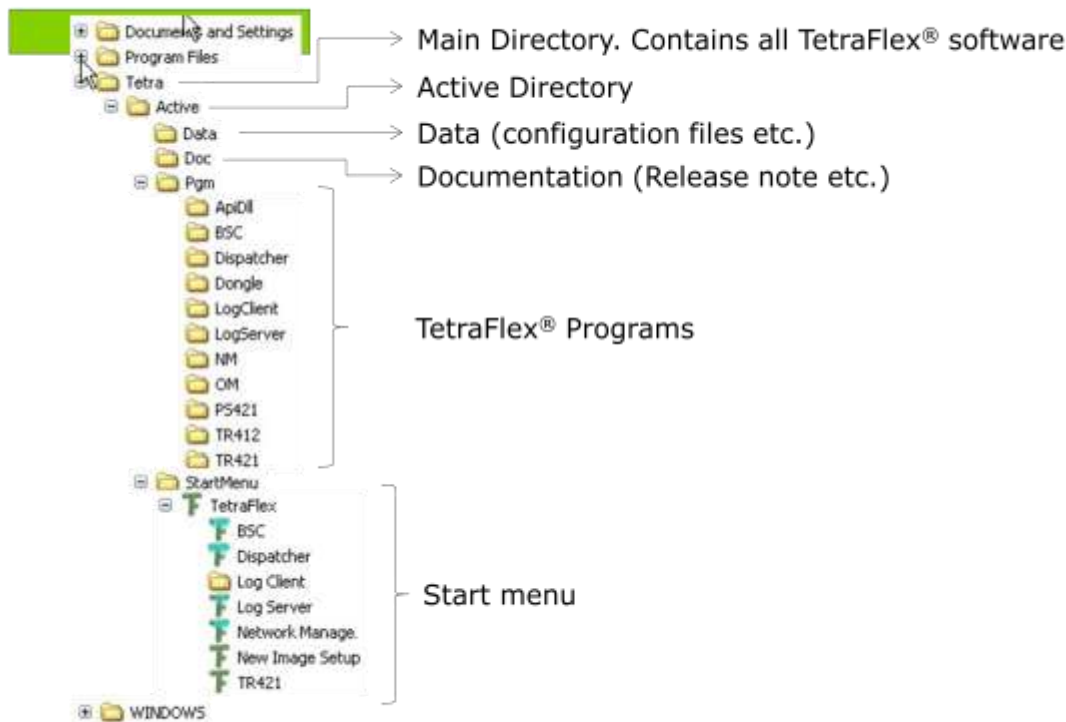 Documents and Settings
Program Files
Main Directory. Contains all TetraFlex® software
Tetra
Active Directory
Active
Data
Data (configuration files etc.)
Doc
Documentation (Release note etc.)
Pgm
ApiDll
BSC
Dispatcher
Dongle
LogClient
LogServer
TetraFlex® Programs
NM
OM
PS421
TR412
TR421
StartMenu
TetraFlex
BSC
Dispatcher
Log Client
Start menu
Log Server
Network Manage.
New Image Setup
TR421
WINDOWS